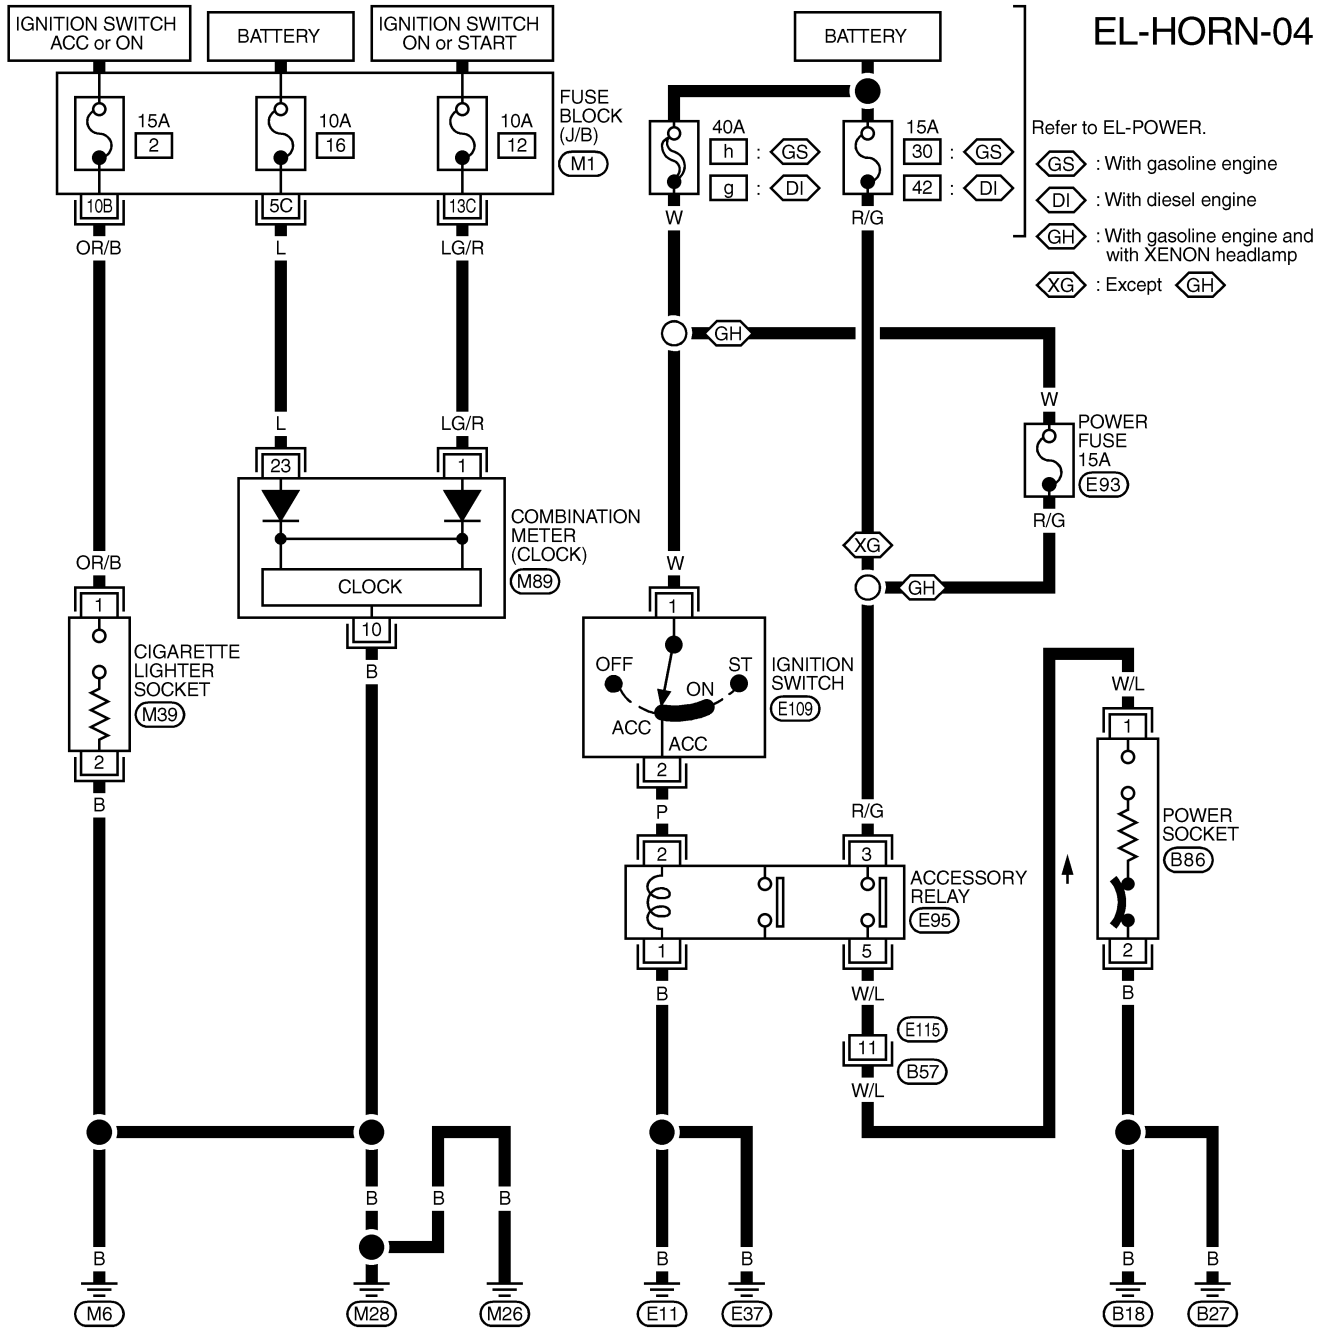 IGNITION SWITCH
ACC or ON
BATTERY
IGNITION SWITCH
ON or START
BATTERY
EL-HORN-04
15A
2
10A
16
10A
12
FUSE
BLOCK
(J/B)
M1
40A
h : GS
g : DI
15A
30 : GS
42 : DI
Refer to EL-POWER.
GS : With gasoline engine
DI : With diesel engine
GH : With gasoline engine and
with XENON headlamp
XG : Except GH
10B
5C
13C
OR/B
L
LG/R
W
R/G
GH
W
POWER
FUSE
15A
E93
R/G
L
LG/R
23
1
COMBINATION
METER
(CLOCK)
M89
CLOCK
10
B
OR/B
1
CIGARETTE
LIGHTER
SOCKET
M39
2
B
XG
GH
W
1
OFF
ST
ON
ACC
ACC
IGNITION
SWITCH
E109
2
P
R/G
2
3
ACCESSORY
RELAY
E95
1
5
B
W/L
11
E115
B57
W/L
W/L
1
POWER
SOCKET
B86
2
B
B
B
B
B
B
B
B
B
M6
M28
M26
E11
E37
B18
B27